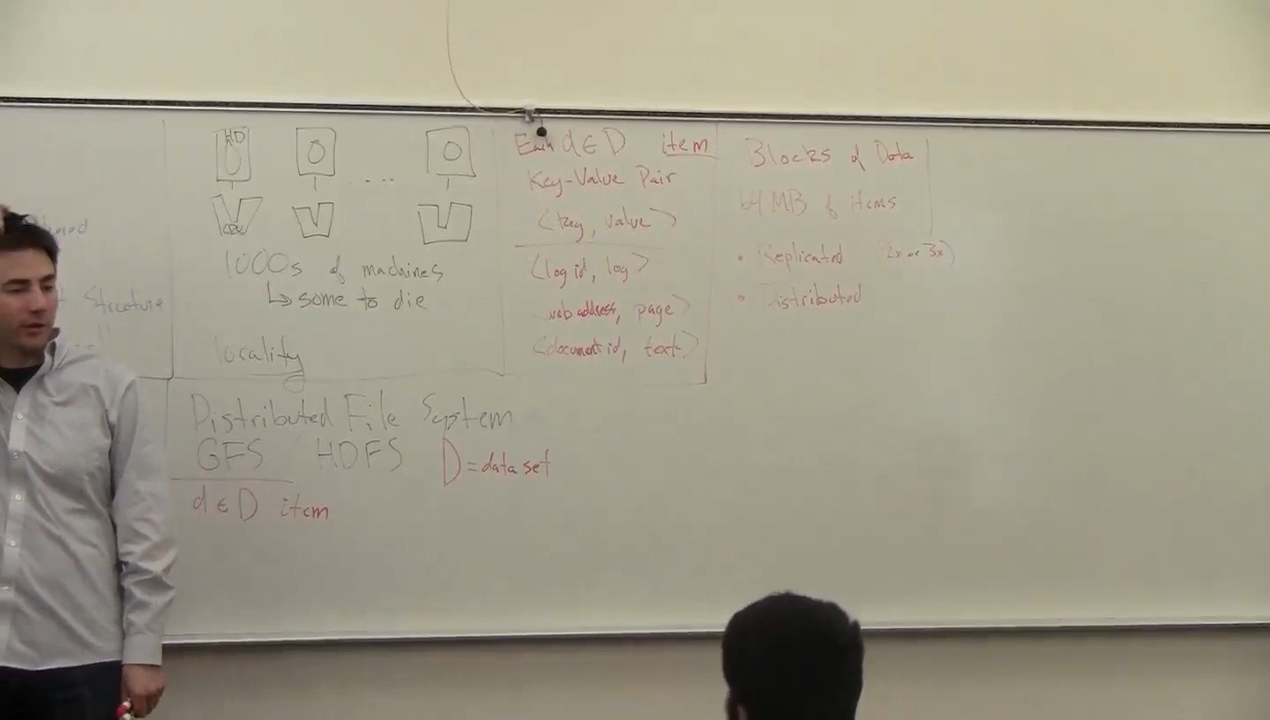 Structure
HD
CPU
1000s of machines
↳ some to die
locality
Distributed File System
GFS HDFS D = data set
d ∈ D item
Each d ∈ D item
Key-Value Pair
<key, value>
<log id, log>
web address, page>
<document id, text>
Blocks of Data
64 MB of items
• Replicated (2x or 3x)
• Distributed